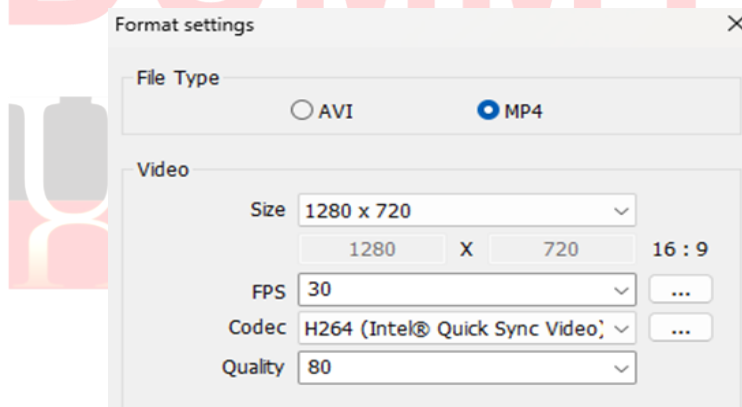 Format settings
File Type
AVI MP4
Video
Size 1280 x 720
1280 X 720 16 : 9
FPS 30 ...
Codec H264 (Intel® Quick Sync Video) ...
Quality 80